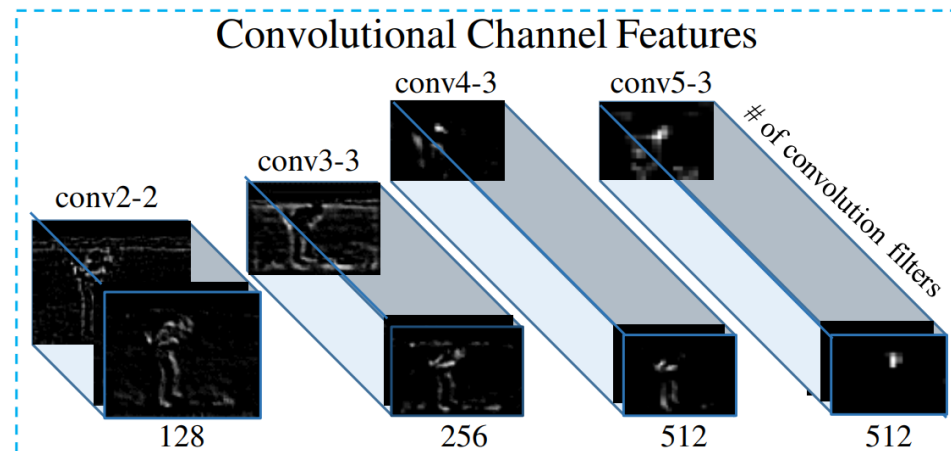 Convolutional Channel Features
conv2-2
conv3-3
conv4-3
conv5-3
# of convolution filters
128
256
512
512